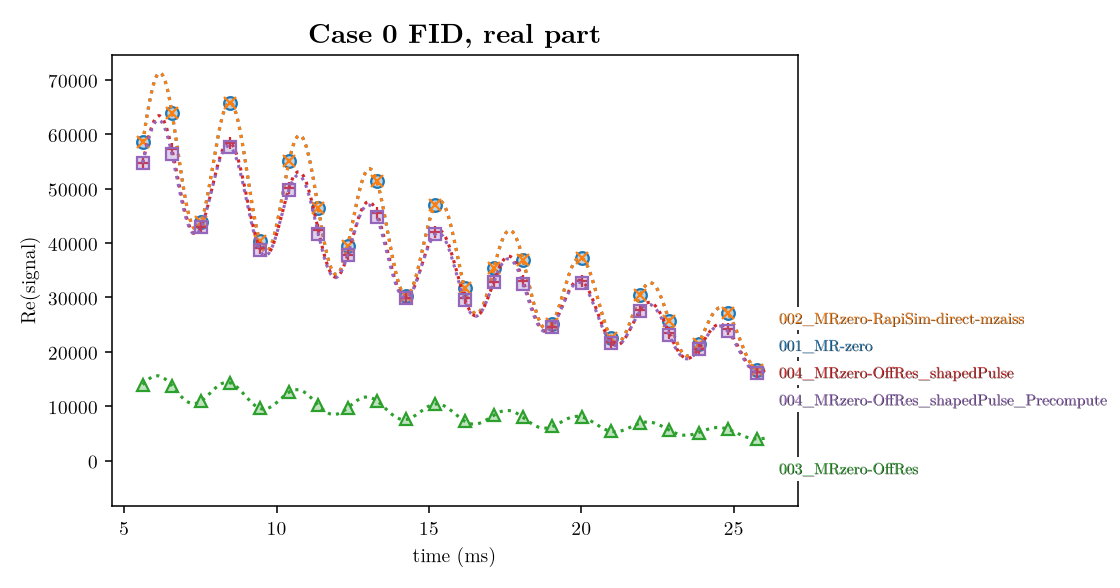 Case 0 FID, real part
70000
60000
50000
40000
30000
20000
10000
0
Re(signal)
002_MRzero-RapiSim-direct-mzaiss
001_MR-zero
004_MRzero-OffRes_shapedPulse
004_MRzero-OffRes_shapedPulse_Precompute
003_MRzero-OffRes
5
10
15
20
25
time (ms)